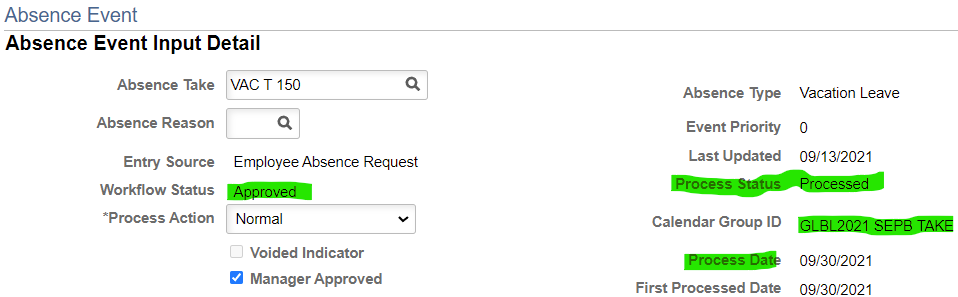 Absence Event
Absence Event Input Detail
Absence Take VAC T 150
Absence Reason
Entry Source Employee Absence Request
Workflow Status Approved
*Process Action Normal
Voided Indicator
Manager Approved
Absence Type Vacation Leave
Event Priority 0
Last Updated 09/13/2021
Process Status Processed
Calendar Group ID GLBL2021 SEPB TAKE
Process Date 09/30/2021
First Processed Date 09/30/2021